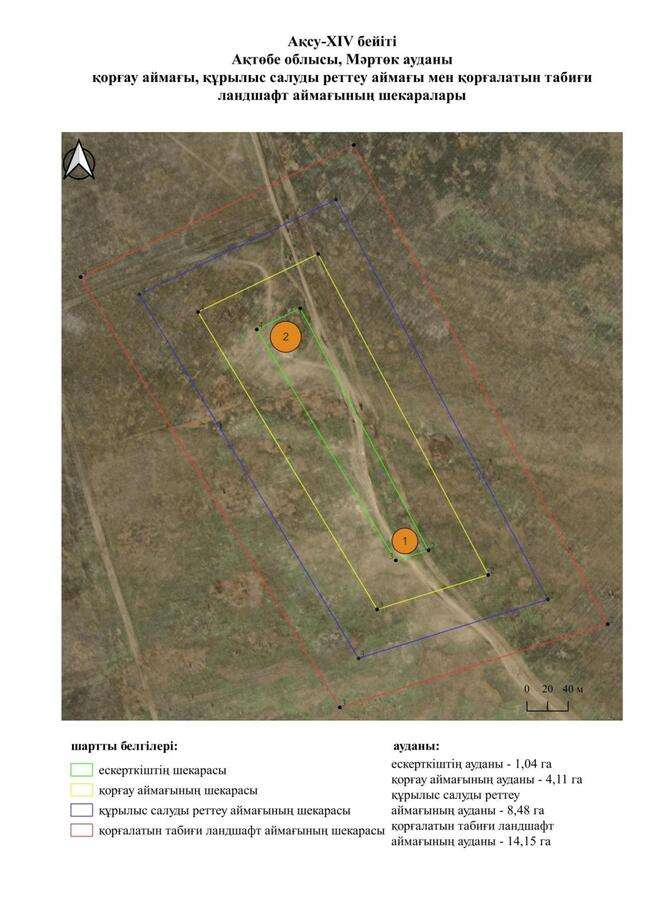 Ақсу-XIV бейіті
Ақтөбе облысы, Мәртөк ауданы
қорғау аймағы, құрылыс салуды реттеу аймағы мен қорғалатын табиғи
ландшафт аймағының шекаралары
2
1
0 20 40 м
шартты белгілері:
ескерткіштің шекарасы
қорғау аймағының шекарасы
құрылыс салуды реттеу аймағының шекарасы
қорғалатын табиғи ландшафт аймағының шекарасы
ауданы:
ескерткіштің ауданы - 1,04 га
қорғау аймағының ауданы - 4,11 га
құрылыс салуды реттеу
аймағының ауданы - 8,48 га
қорғалатын табиғи ландшафт
аймағының ауданы - 14,15 га